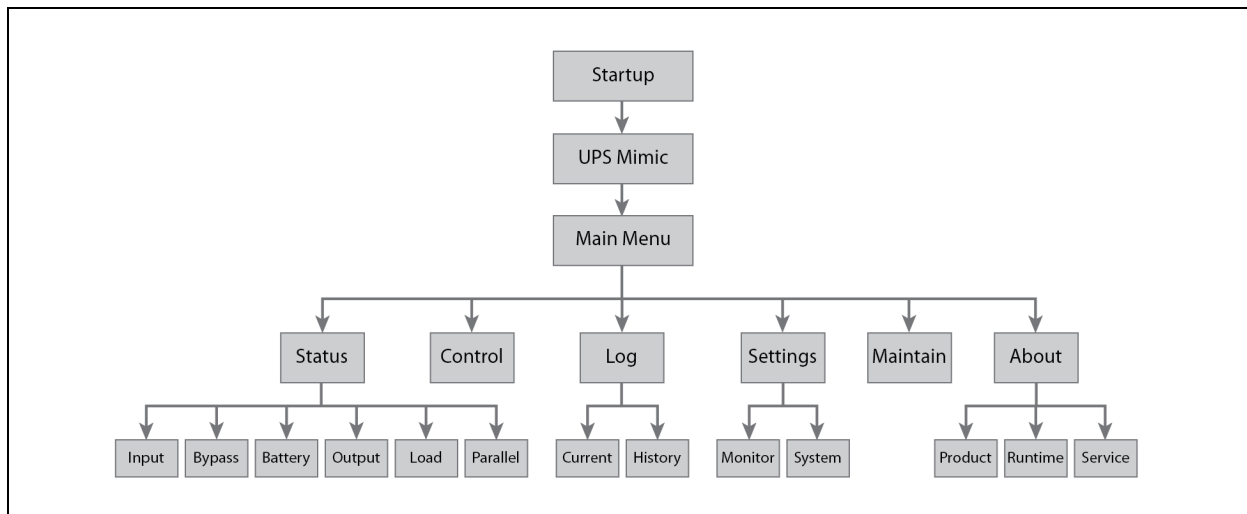 Startup
UPS Mimic
Main Menu
Status
Control
Log
Settings
Maintain
About
Input
Bypass
Battery
Output
Load
Parallel
Current
History
Monitor
System
Product
Runtime
Service